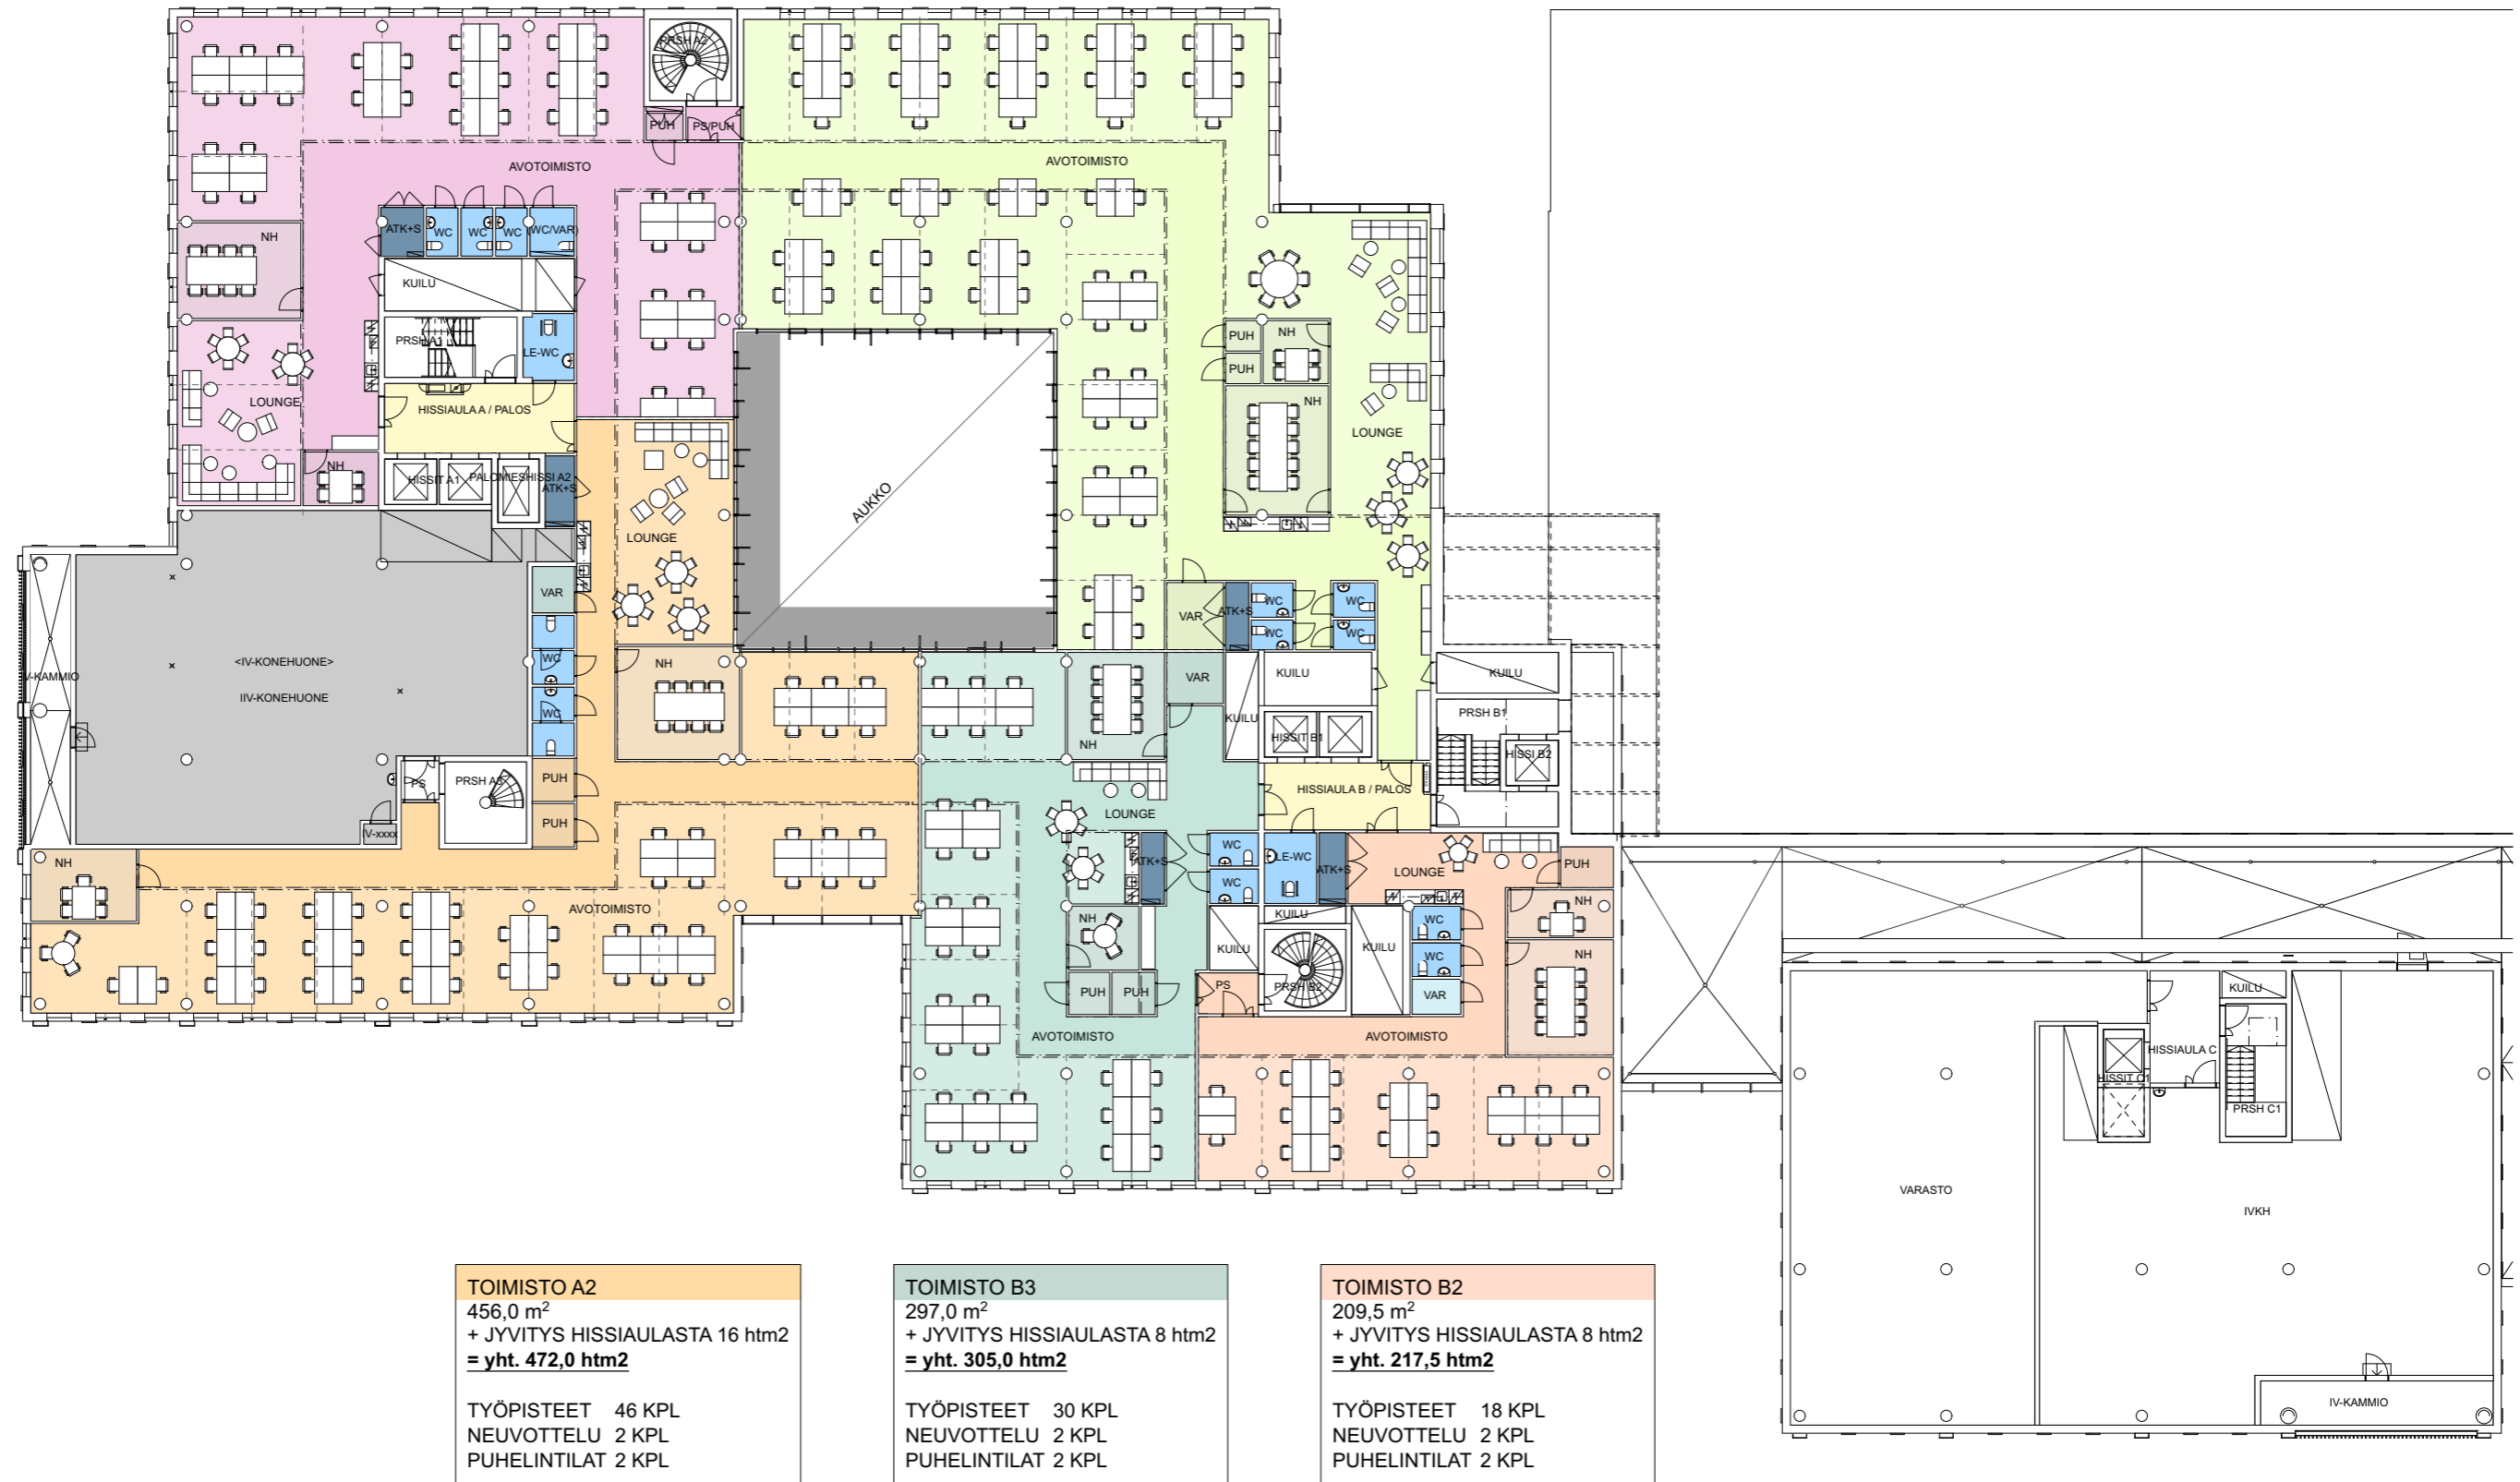 PRSH A2
PUH
PS/PUH
AVOTOIMISTO
AVOTOIMISTO
NH
ATK+S
WC
WC
WC
(WC/VAR)
KUILU
PRSH A1
LE-WC
PUH
NH
PUH
LOUNGE
HISSIAULA A / PALOS
NH
LOUNGE
NH
HISSIT A1
PALOMIESHISSI A2
ATK+S
AUKKO
LOUNGE
VAR
VAR
ATK+S
WC
WC
WC
WC
<IV-KONEHUONE>
WC
NH
IV-KAMMIO
IIV-KONEHUONE
VAR
KUILU
KUILU
WC
KUILU
PRSH B1
NH
HISSIT B1
HISSI B2
PS
PRSH A3
PUH
HISSIAULA B / PALOS
LOUNGE
PUH
IV-xxxx
NH
ATK+S
WC
LE-WC
ATK+S
LOUNGE
PUH
WC
AVOTOIMISTO
NH
KUILU
WC
NH
KUILU
KUILU
WC
NH
PUH
PUH
PS
PRSH B2
VAR
KUILU
AVOTOIMISTO
AVOTOIMISTO
HISSIAULA C
HISSIT C1
PRSH C1
VARASTO
IVKH
IV-KAMMIO
TOIMISTO A2
456,0 m²
+ JYVITYS HISSIAULASTA 16 htm2
= yht. 472,0 htm2
TYÖPISTEET 46 KPL
NEUVOTTELU 2 KPL
PUHELINTILAT 2 KPL
TOIMISTO B3
297,0 m²
+ JYVITYS HISSIAULASTA 8 htm2
= yht. 305,0 htm2
TYÖPISTEET 30 KPL
NEUVOTTELU 2 KPL
PUHELINTILAT 2 KPL
TOIMISTO B2
209,5 m²
+ JYVITYS HISSIAULASTA 8 htm2
= yht. 217,5 htm2
TYÖPISTEET 18 KPL
NEUVOTTELU 2 KPL
PUHELINTILAT 2 KPL